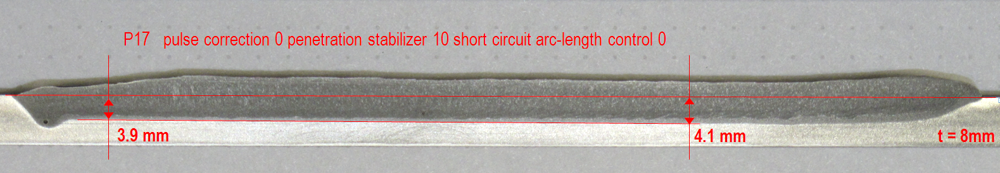 P17 pulse correction 0 penetration stabilizer 10 short circuit arc-length control 0
3.9 mm
4.1 mm
t = 8mm